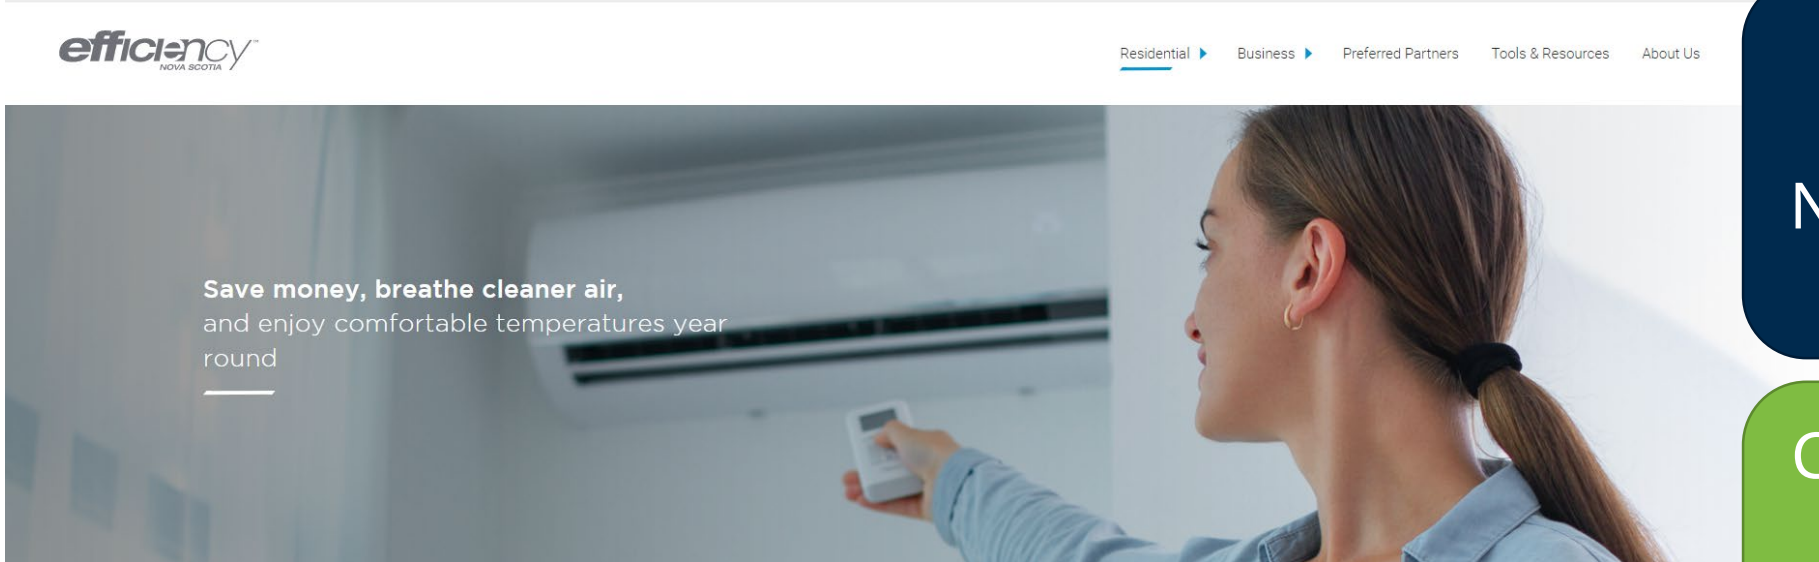 efficiency™
NOVA SCOTIA
Residential Business Preferred Partners Tools & Resources About Us
Save money, breathe cleaner air,
and enjoy comfortable temperatures year
round
N